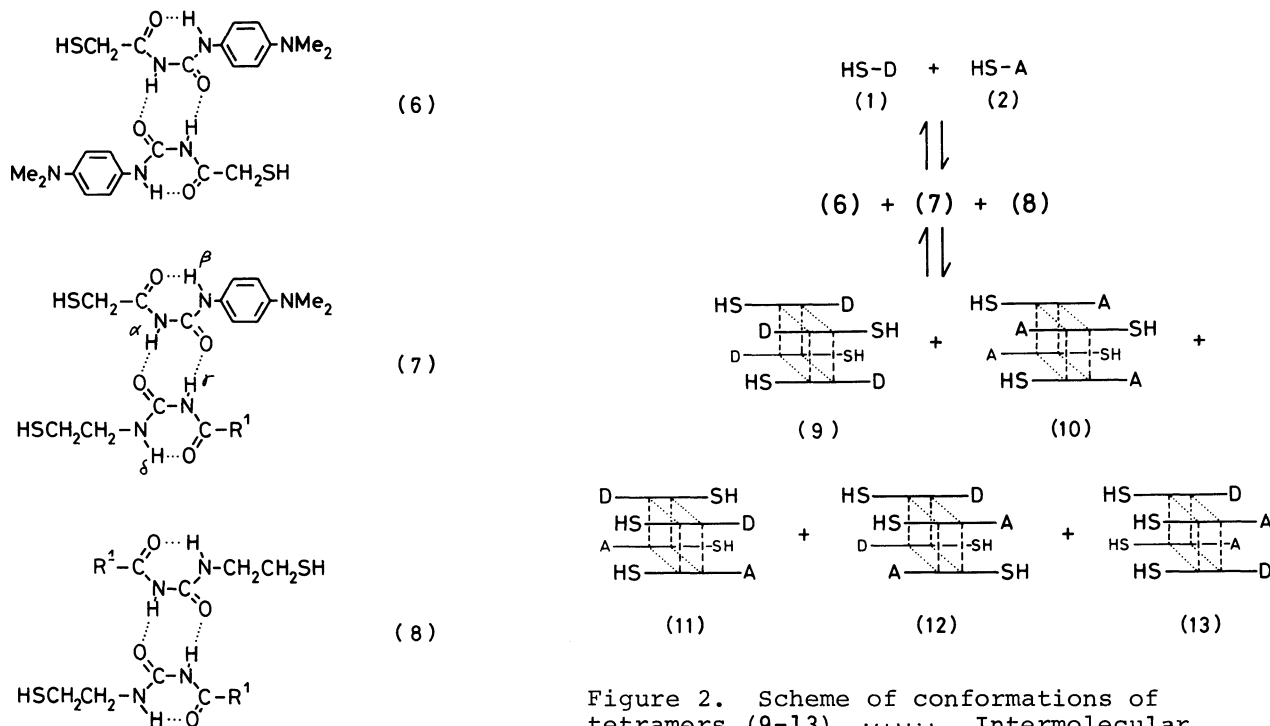 O H
HSCH₂-C N- -NMe₂
N-C
H O
(6)
O H
C-N
Me₂N- -N C-CH₂SH
H O
β
O H
HSCH₂-C N- -NMe₂
α N-C
H O
(7)
O H γ
C-N
HSCH₂CH₂-N C-R¹
δ H O
O H
R¹-C N-CH₂CH₂SH
N-C
H O
(8)
O H
C-N
HSCH₂CH₂-N C-R¹
H O
HS-D + HS-A
(1) (2)
(6) + (7) + (8)
HS D HS A
D SH + A SH +
D SH A SH
HS D HS A
(9) (10)
D SH HS D HS D
HS D + HS A + HS A
A SH D SH HS A
HS A A SH HS D
(11) (12) (13)
Figure 2. Scheme of conformations of
tetramers (9-13). ······· Intermolecular